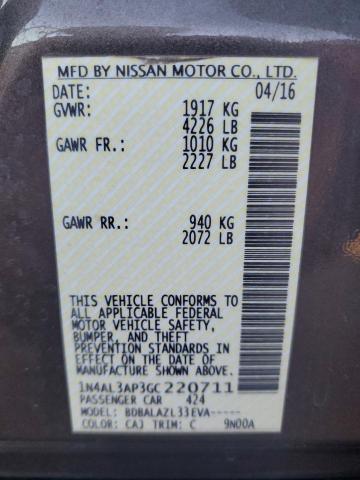 MFD BY NISSAN MOTOR CO., LTD.
DATE: 04/16
GVWR: 1917 KG
4226 LB
GAWR FR.: 1010 KG
2227 LB
GAWR RR.: 940 KG
2072 LB
THIS VEHICLE CONFORMS TO
ALL APPLICABLE FEDERAL
MOTOR VEHICLE SAFETY,
BUMPER, AND THEFT
PREVENTION STANDARDS
IN EFFECT ON THE DATE OF
MANUFACTURE SHOWN ABOVE.
1N4AL3AP3GC220711
PASSENGER CAR 424
MODEL: BDBALAZL33EVA-----
COLOR: CAJ TRIM: C 9N00A